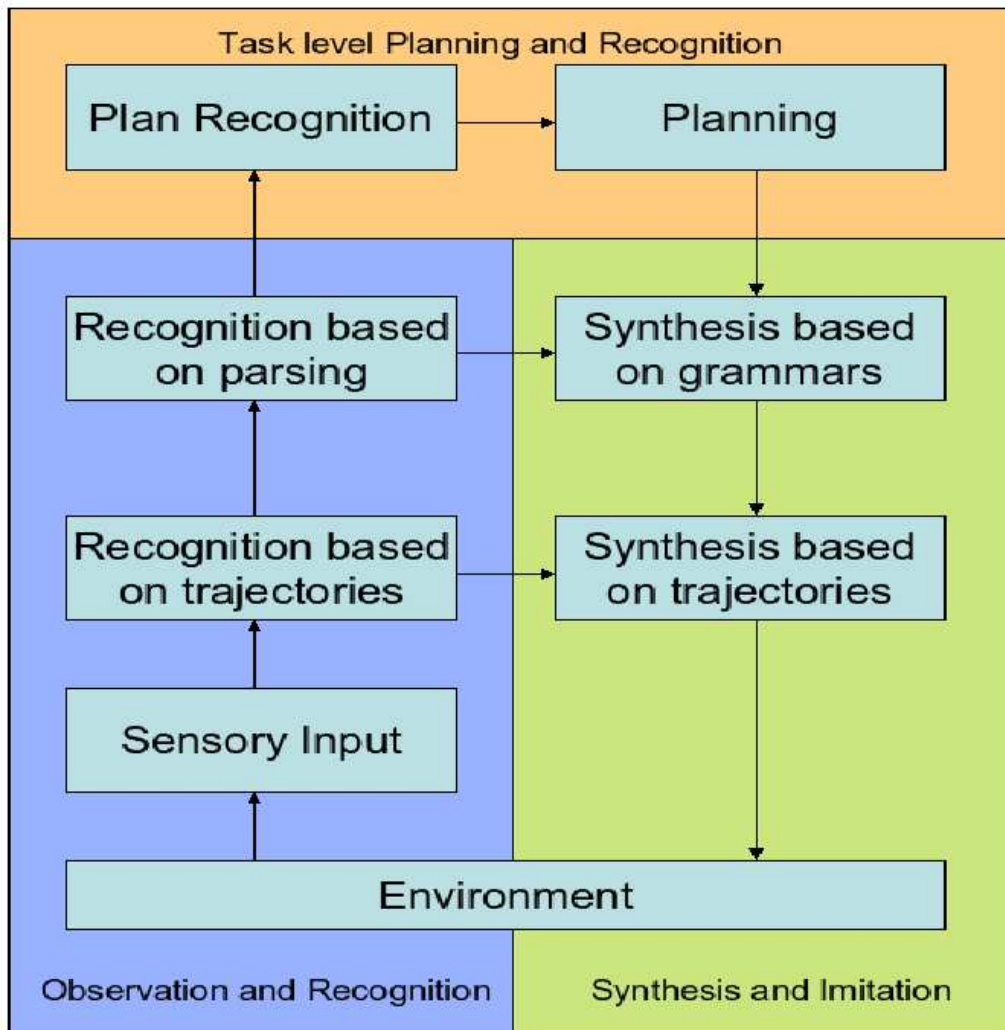 Task level Planning and Recognition
Plan Recognition
Planning
Recognition based
on parsing
Synthesis based
on grammars
Recognition based
on trajectories
Synthesis based
on trajectories
Sensory Input
Environment
Observation and Recognition
Synthesis and Imitation